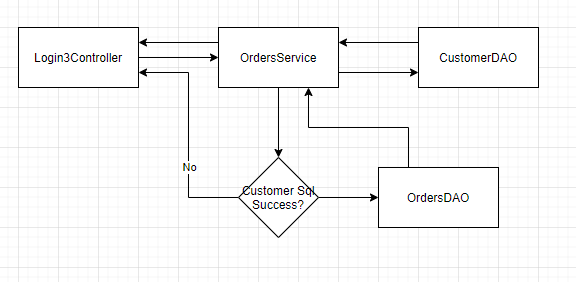 Login3Controller
OrdersService
CustomerDAO
No
Customer Sql
Success?
OrdersDAO